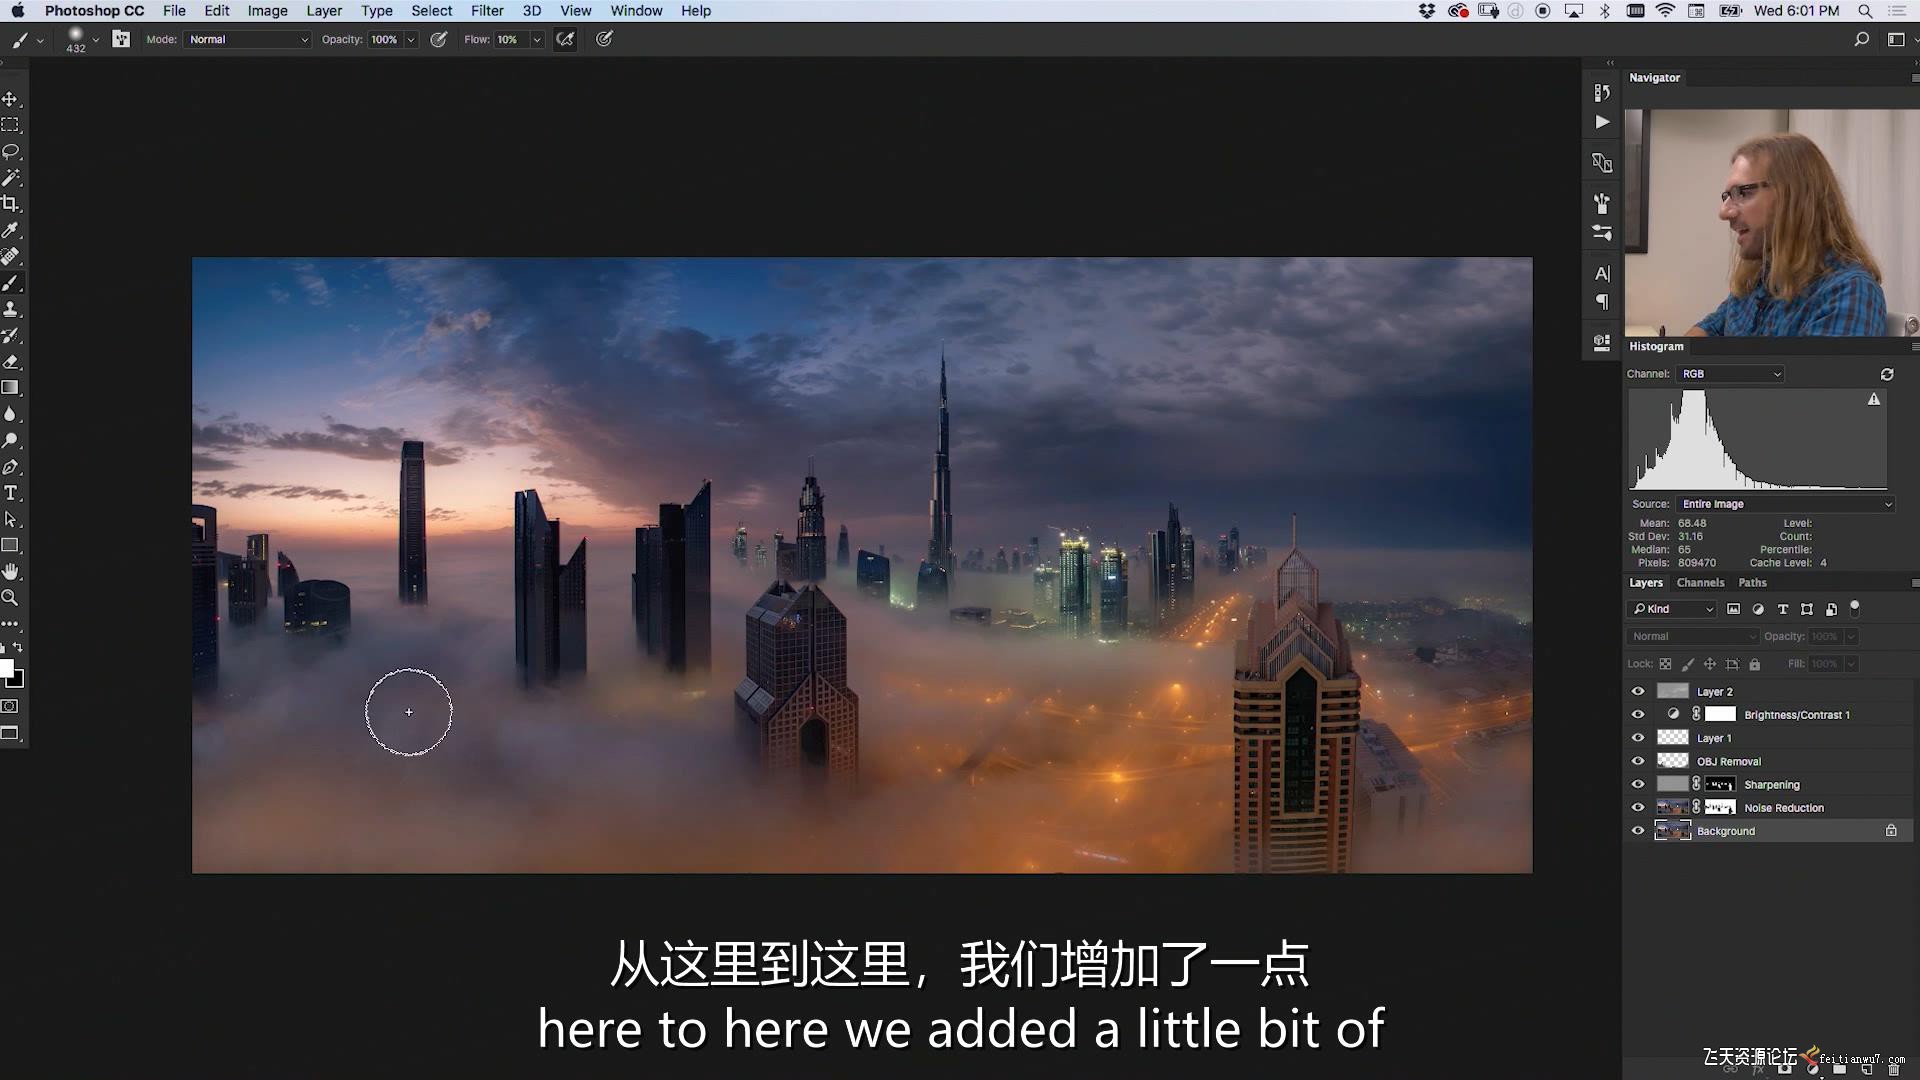 Photoshop CC File Edit Image Layer Type Select Filter 3D View Window Help Wed 6:01 PM
432 Mode: Normal Opacity: 100% Flow: 10%
Navigator
Histogram
Channel: RGB
Source: Entire Image
Mean: 68.48 Level:
Std Dev: 31.16 Count:
Median: 65 Percentile:
Pixels: 809470 Cache Level: 4
Layers Channels Paths
Kind
Normal Opacity: 100%
Lock: Fill: 100%
Layer 2
Brightness/Contrast 1
Layer 1
OBJ Removal
Sharpening
Noise Reduction
Background
从这里到这里，我们增加了一点
here to here we added a little bit of
飞天资源论坛 feitianwu7.com